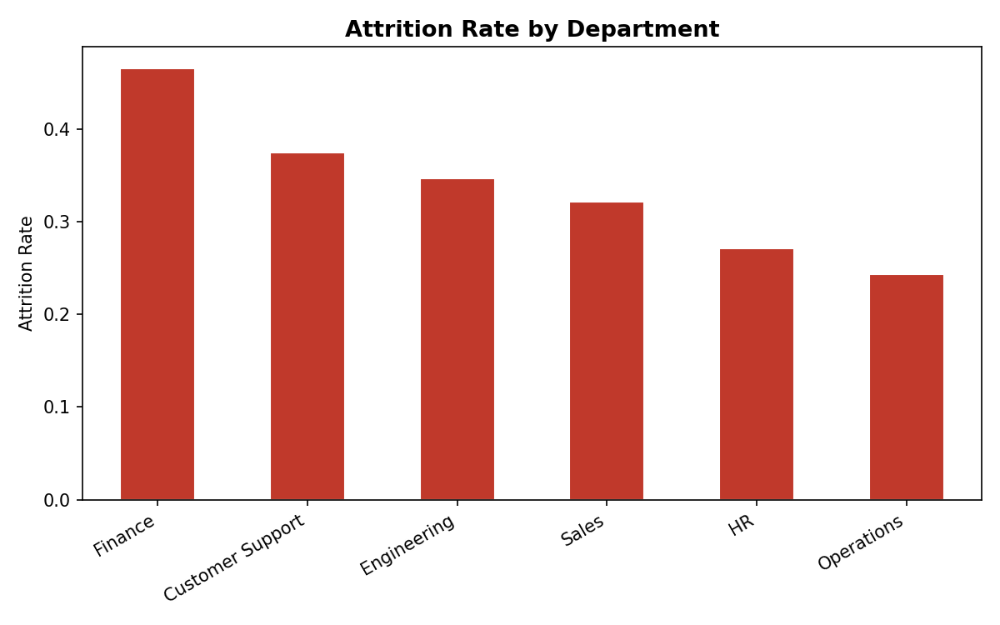 Attrition Rate by Department
Attrition Rate
0.4
0.3
0.2
0.1
0.0
Finance
Customer Support
Engineering
Sales
HR
Operations